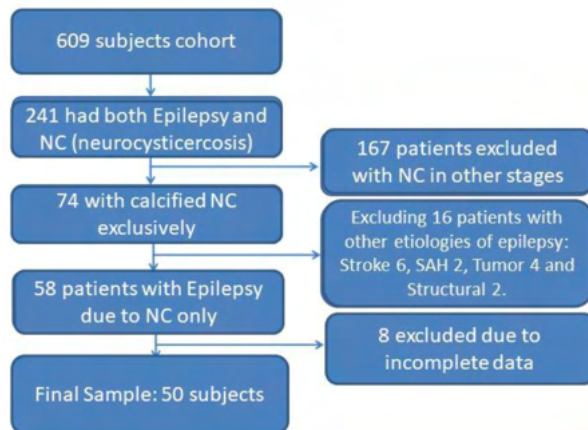 609 subjects cohort
241 had both Epilepsy and
NC (neurocysticercosis)
167 patients excluded
with NC in other stages
74 with calcified NC
exclusively
Excluding 16 patients with
other etiologies of epilepsy:
Stroke 6, SAH 2, Tumor 4 and
Structural 2.
58 patients with Epilepsy
due to NC only
8 excluded due to
incomplete data
Final Sample: 50 subjects